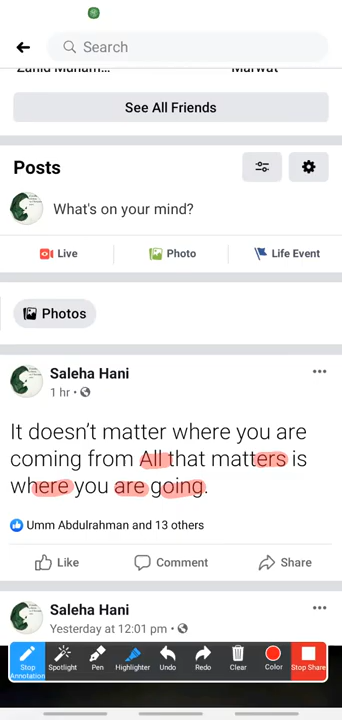 Search
See All Friends
Posts
What's on your mind?
Live
Photo
Life Event
Photos
Saleha Hani
1 hr •
It doesn't matter where you are
coming from All that matters is
where you are going.
Umm Abdulrahman and 13 others
Like
Comment
Share
Saleha Hani
Yesterday at 12:01 pm •
Stop Annotation
Spotlight
Pen
Highlighter
Undo
Redo
Clear
Color
Stop Share